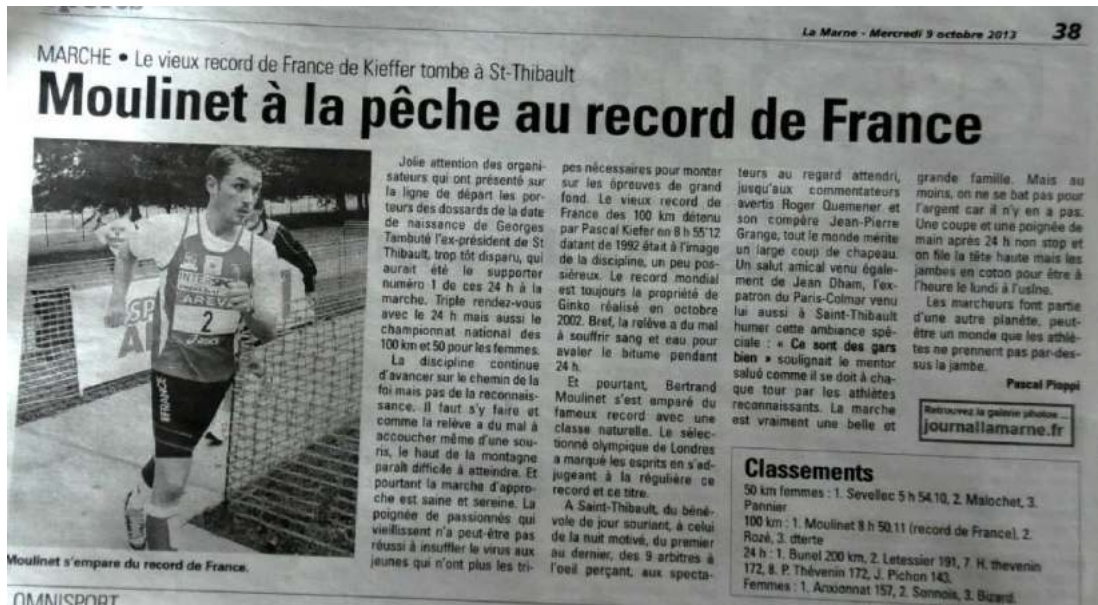 La Marne - Mercredi 9 octobre 2013 38
MARCHE • Le vieux record de France de Kieffer tombe à St-Thibault
Moulinet à la pêche au record de France
Jolie attention des organi-
sateurs qui ont présenté sur
la ligne de départ les por-
teurs des dossards de la date
de naissance de Georges
Tambuté l'ex-président de St
Thibault, trop tôt disparu, qui
aurait été le supporter
numéro 1 de ces 24 h à la
marche. Triple rendez-vous
avec le 24 h mais aussi le
championnat national des
100 km et 50 pour les femmes.
La discipline continue
d'avancer sur le chemin de la
foi mais pas de la reconnais-
sance. Il faut s'y faire et
comme la relève a du mal à
accoucher même d'une sou-
ris, le haut de la montagne
paraît difficile à atteindre. Et
pourtant la marche d'appro-
che est saine et sereine. La
poignée de passionnés qui
vieillissent n'a peut-être pas
réussi à insuffler le virus aux
jeunes qui n'ont plus les tri-
pes nécessaires pour monter
sur les épreuves de grand
fond. Le vieux record de
France des 100 km détenu
par Pascal Kiefer en 8 h 55'12
datant de 1992 était à l'image
de la discipline, un peu pous-
siéreux. Le record mondial
est toujours la propriété de
Ginko réalisé en octobre
2002. Bref, la relève a du mal
à souffrir sang et eau pour
avaler le bitume pendant
24 h.
Et pourtant, Bertrand
Moulinet s'est emparé du
fameux record avec une
classe naturelle. Le sélec-
tionné olympique de Londres
a marqué les esprits en s'ad-
jugeant à la régulière ce
record et ce titre.
A Saint-Thibault, du béné-
vole de jour souriant, à celui
de la nuit motivé, du premier
au dernier, des 9 arbitres à
l'oeil perçant, aux specta-
teurs au regard attendri,
jusqu'aux commentateurs
avertis Roger Quemener et
son compère Jean-Pierre
Grange, tout le monde mérite
un large coup de chapeau.
Un salut amical venu égale-
ment de Jean Dham, l'ex-
patron du Paris-Colmar venu
lui aussi à Saint-Thibault
humer cette ambiance spé-
ciale : « Ce sont des gars
bien » soulignait le mentor
salué comme il se doit à cha-
que tour par les athlètes
reconnaissants. La marche
est vraiment une belle et
grande famille. Mais au
moins, on ne se bat pas pour
l'argent car il n'y en a pas.
Une coupe et une poignée de
main après 24 h non stop et
on file la tête haute mais les
jambes en coton pour être à
l'heure le lundi à l'usine.
Les marcheurs font partie
d'une autre planète, peut-
être un monde que les athlè-
tes ne prennent pas par-des-
sus la jambe.
Pascal Pioppi
Retrouvez la galerie photos ...
journallamarne.fr
AREVA
2
FRANCE
Moulinet s'empare du record de France.
Classements
50 km femmes : 1. Sevellec 5 h 54.10, 2. Malochet, 3.
Pannier
100 km : 1. Moulinet 8 h 50.11 (record de France), 2.
Rozé, 3. dterte
24 h : 1. Bunel 200 km, 2. Letessier 191, 7. H. thevenin
172, 8. P. Thévenin 172, J. Pichon 143.
Femmes : 1. Anxionnat 157, 2. Sonnois, 3. Bizard.
OMNISPORT